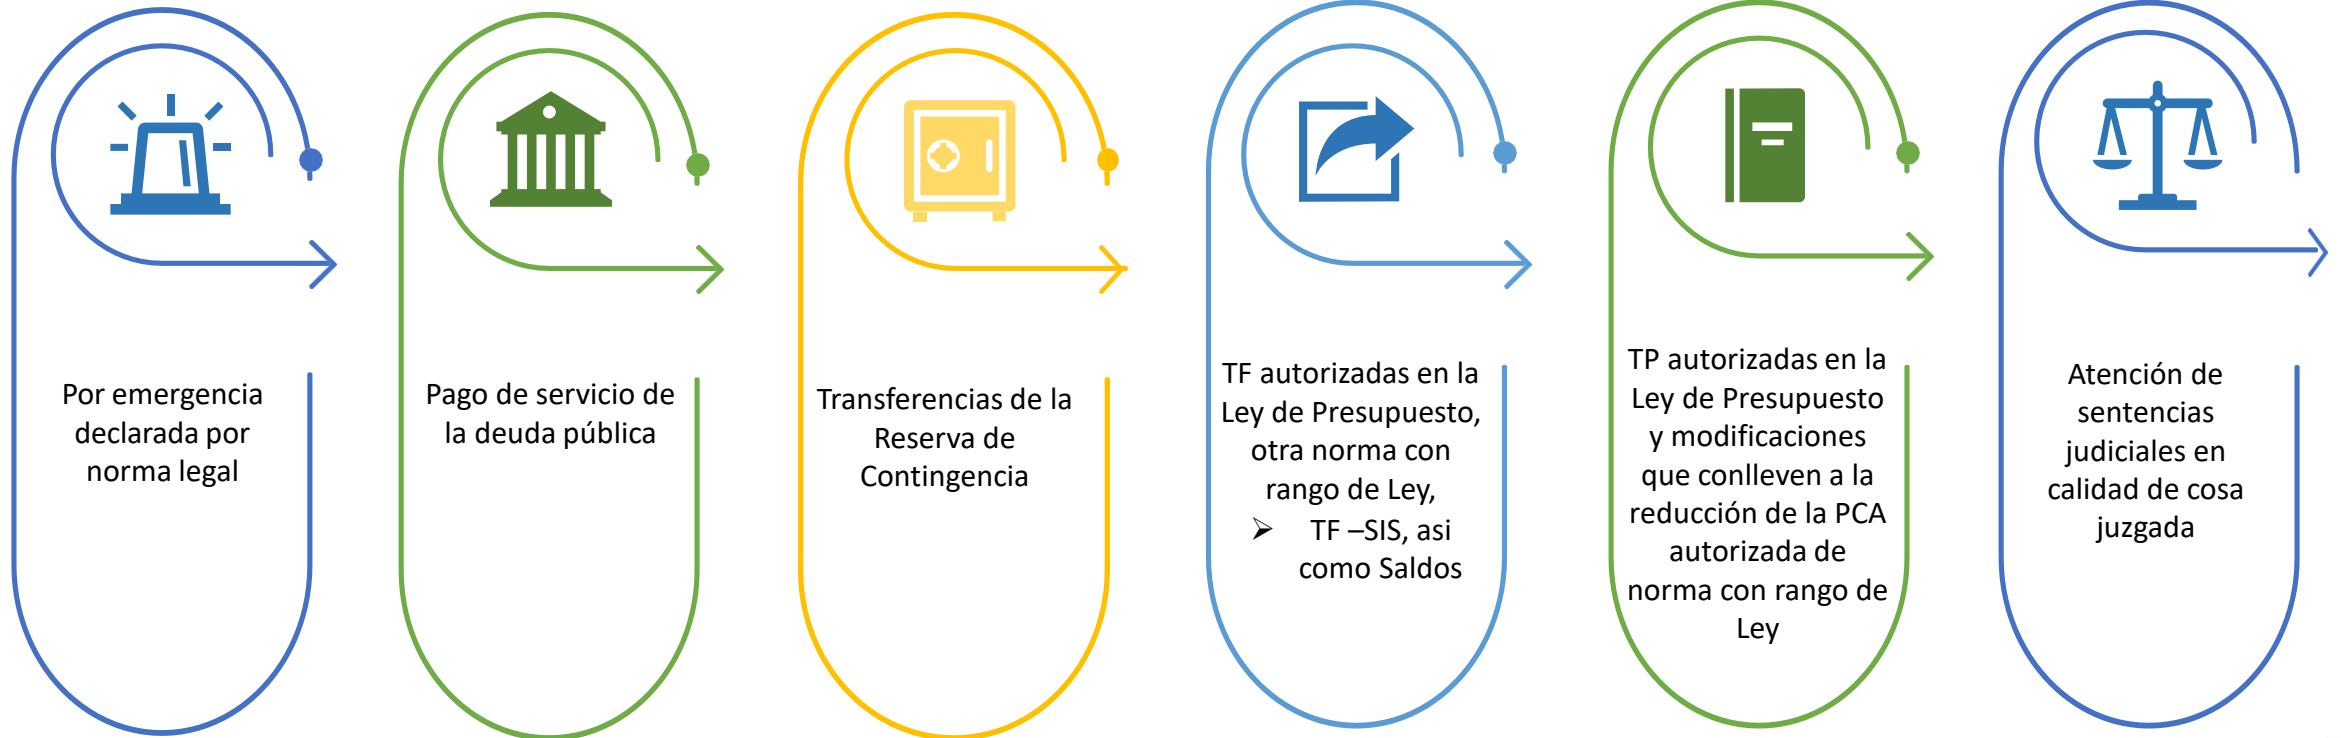 Por emergencia
declarada por
norma legal
Pago de servicio de
la deuda pública
Transferencias de la
Reserva de
Contingencia
TF autorizadas en la
Ley de Presupuesto,
otra norma con
rango de Ley,
➢ TF –SIS, asi
como Saldos
TP autorizadas en la
Ley de Presupuesto
y modificaciones
que conlleven a la
reducción de la PCA
autorizada de
norma con rango de
Ley
Atención de
sentencias
judiciales en
calidad de cosa
juzgada